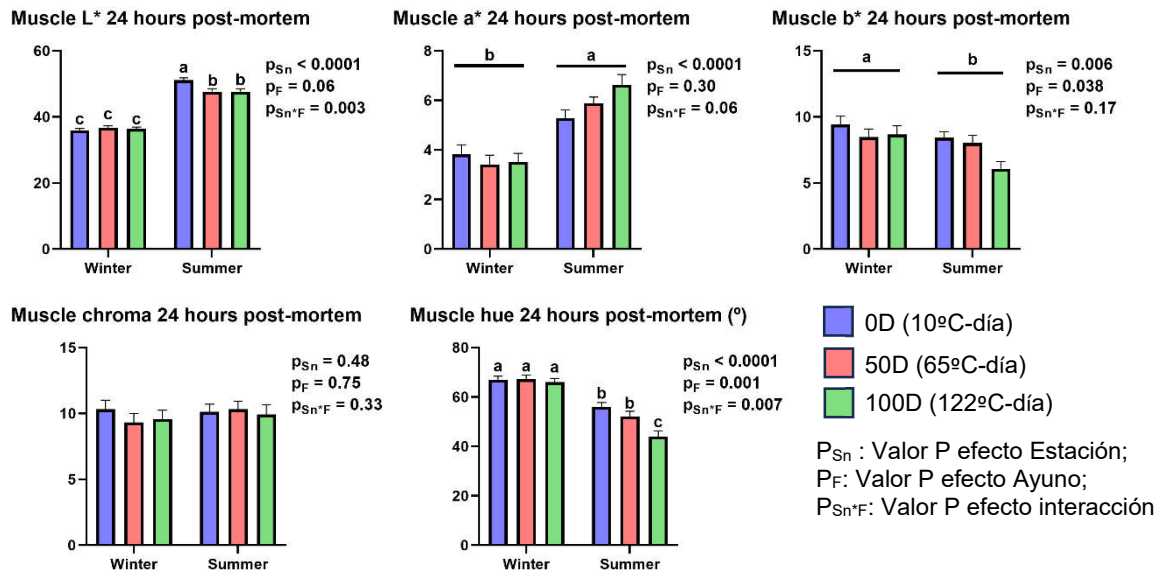 Muscle L* 24 hours post-mortem
60
40
20
0
c c c
a b b
Winter Summer
pSn < 0.0001
pF = 0.06
pSn*F = 0.003
Muscle a* 24 hours post-mortem
8
6
4
2
0
b
a
Winter Summer
pSn < 0.0001
pF = 0.30
pSn*F = 0.06
Muscle b* 24 hours post-mortem
15
10
5
0
a
b
Winter Summer
pSn = 0.006
pF = 0.038
pSn*F = 0.17
Muscle chroma 24 hours post-mortem
15
10
5
0
Winter Summer
pSn = 0.48
pF = 0.75
pSn*F = 0.33
Muscle hue 24 hours post-mortem (º)
80
60
40
20
0
a a a
b b c
Winter Summer
pSn < 0.0001
pF = 0.001
pSn*F = 0.007
0D (10ºC-día)
50D (65ºC-día)
100D (122ºC-día)
PSn : Valor P efecto Estación;
PF: Valor P efecto Ayuno;
PSn*F: Valor P efecto interacción